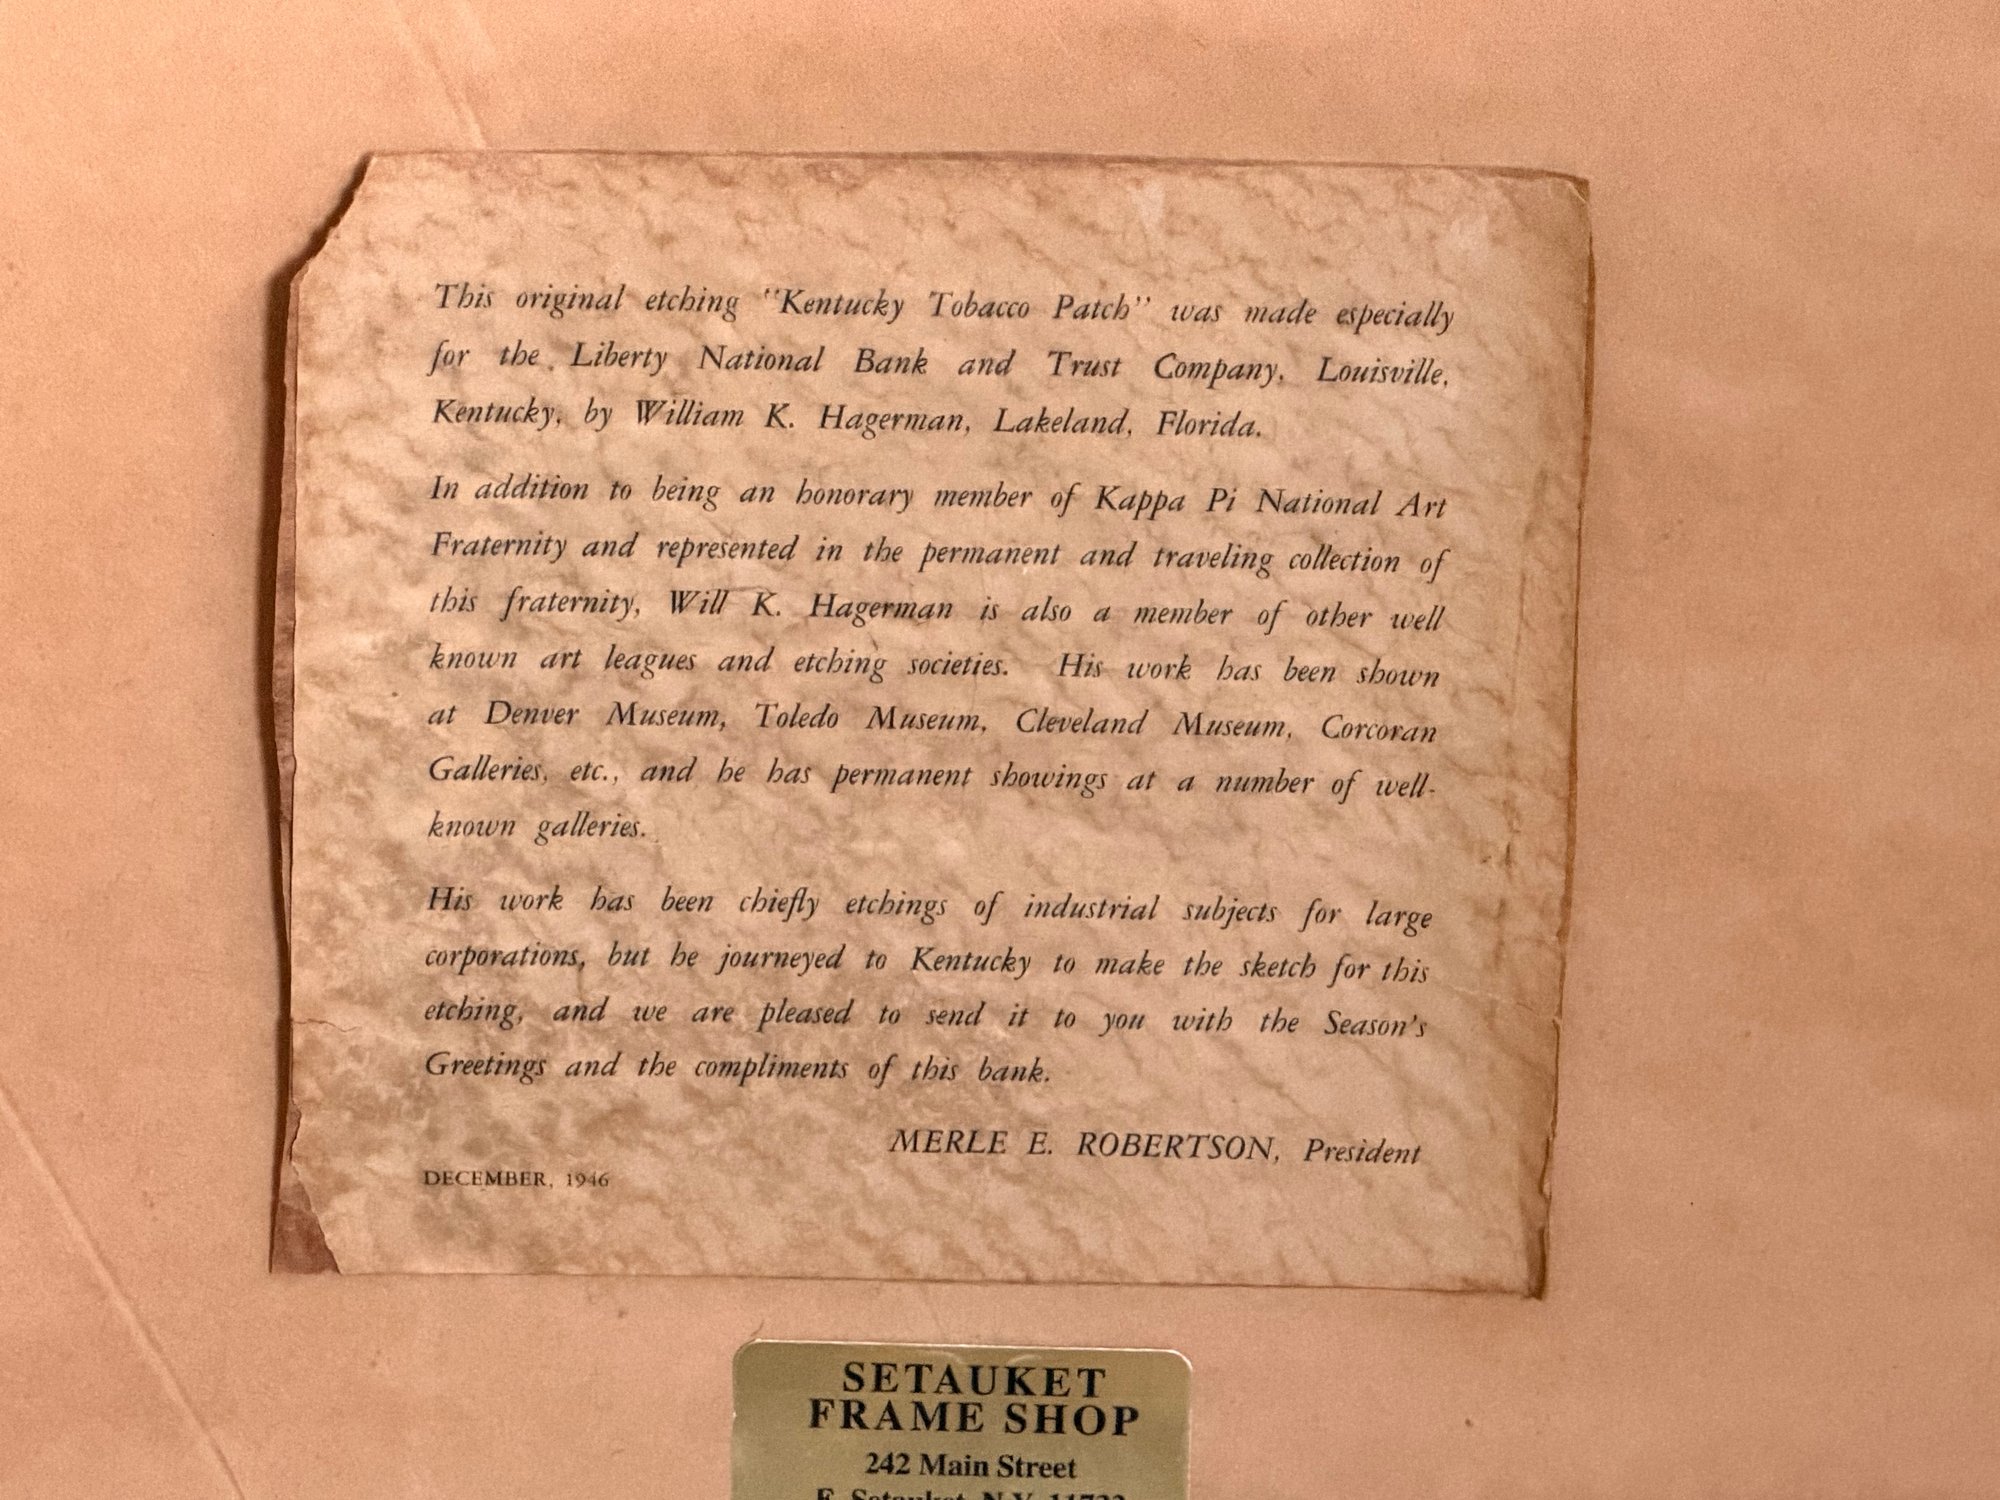 This original etching "Kentucky Tobacco Patch" was made especially
for the Liberty National Bank and Trust Company, Louisville,
Kentucky, by William K. Hagerman, Lakeland, Florida.
In addition to being an honorary member of Kappa Pi National Art
Fraternity and represented in the permanent and traveling collection of
this fraternity, Will K. Hagerman is also a member of other well
known art leagues and etching societies. His work has been shown
at Denver Museum, Toledo Museum, Cleveland Museum, Corcoran
Galleries, etc., and he has permanent showings at a number of well-
known galleries.
His work has been chiefly etchings of industrial subjects for large
corporations, but he journeyed to Kentucky to make the sketch for this
etching, and we are pleased to send it to you with the Season's
Greetings and the compliments of this bank.
MERLE E. ROBERTSON, President
DECEMBER, 1946
SETAUKET
FRAME SHOP
242 Main Street
E. Setauket, N.Y. 11733